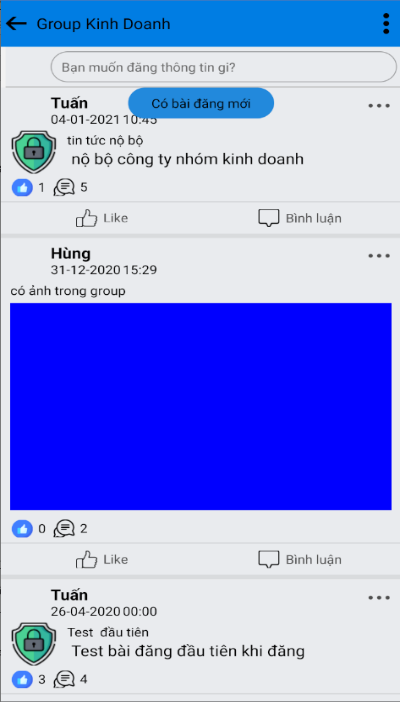 Group Kinh Doanh
Bạn muốn đăng thông tin gì?
Có bài đăng mới
Tuấn
04-01-2021 10:45
tin tức nộ bộ
nộ bộ công ty nhóm kinh doanh
1 5
Like Bình luận
Hùng
31-12-2020 15:29
có ảnh trong group
0 2
Like Bình luận
Tuấn
26-04-2020 00:00
Test đầu tiên
Test bài đăng đầu tiên khi đăng
3 4